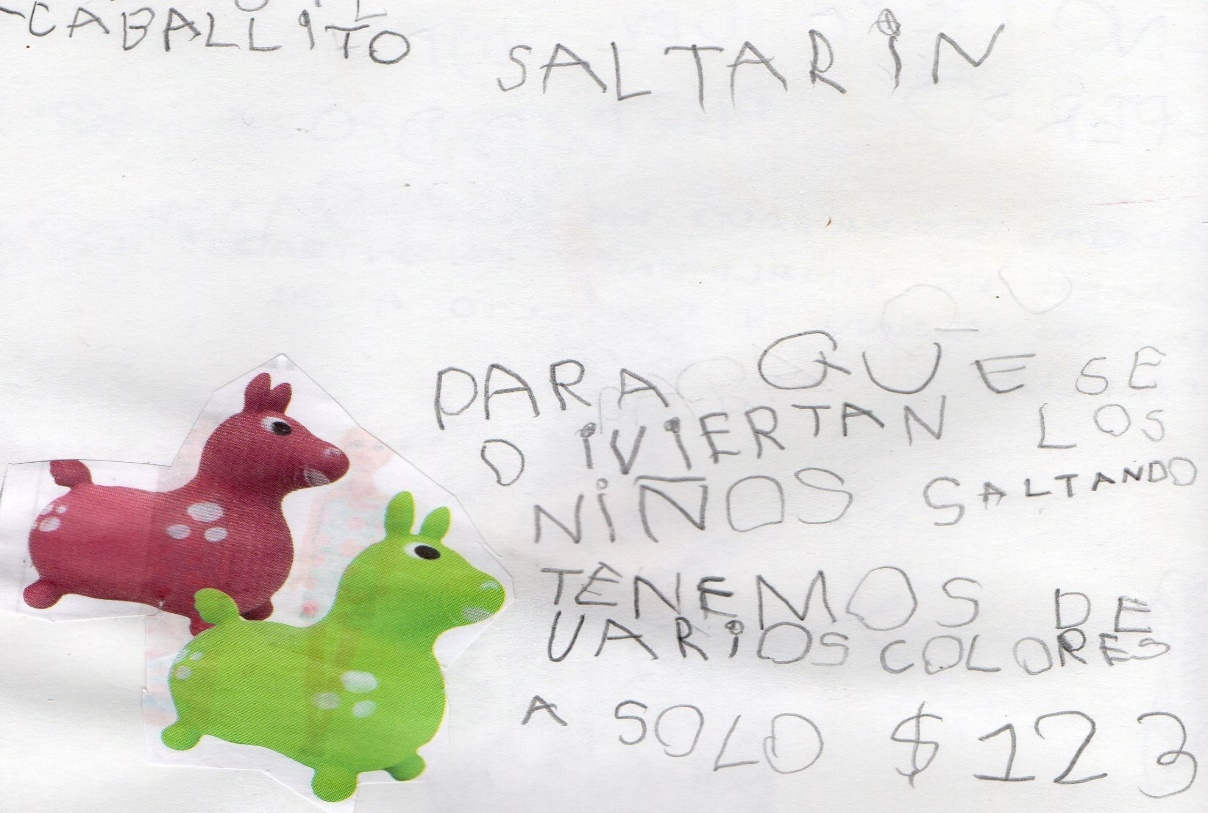 -CABALLITO SALTARiN
PARA QUE SE
DiViERTAN LOS
NiÑOS SALTANDO
TENEMOS DE
VARiOS COLORES
A SOLO $123